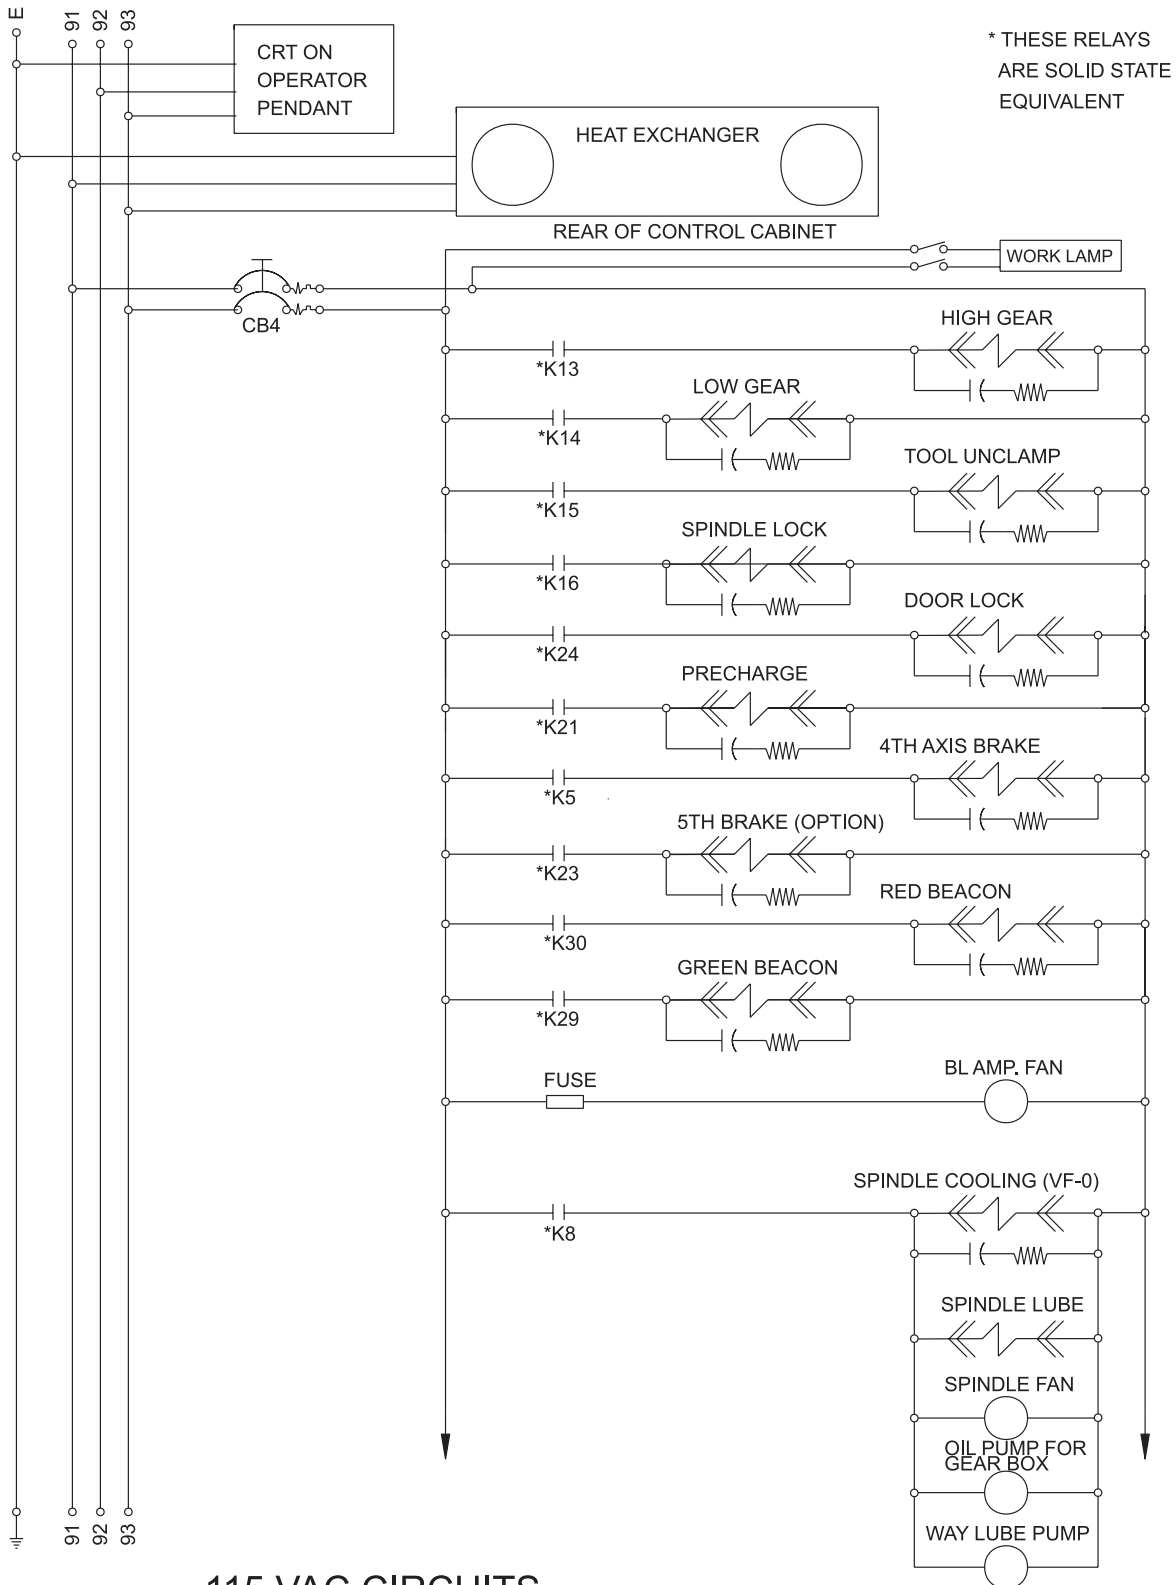 E
91
92
93
CRT ON
OPERATOR
PENDANT
* THESE RELAYS
ARE SOLID STATE
EQUIVALENT
HEAT EXCHANGER
REAR OF CONTROL CABINET
WORK LAMP
CB4
HIGH GEAR
*K13
LOW GEAR
*K14
TOOL UNCLAMP
*K15
SPINDLE LOCK
*K16
DOOR LOCK
*K24
PRECHARGE
*K21
4TH AXIS BRAKE
*K5
5TH BRAKE (OPTION)
*K23
RED BEACON
*K30
GREEN BEACON
*K29
FUSE
BL AMP. FAN
SPINDLE COOLING (VF-0)
*K8
SPINDLE LUBE
SPINDLE FAN
OIL PUMP FOR
GEAR BOX
WAY LUBE PUMP
91
92
93
115 VAC CIRCUITS